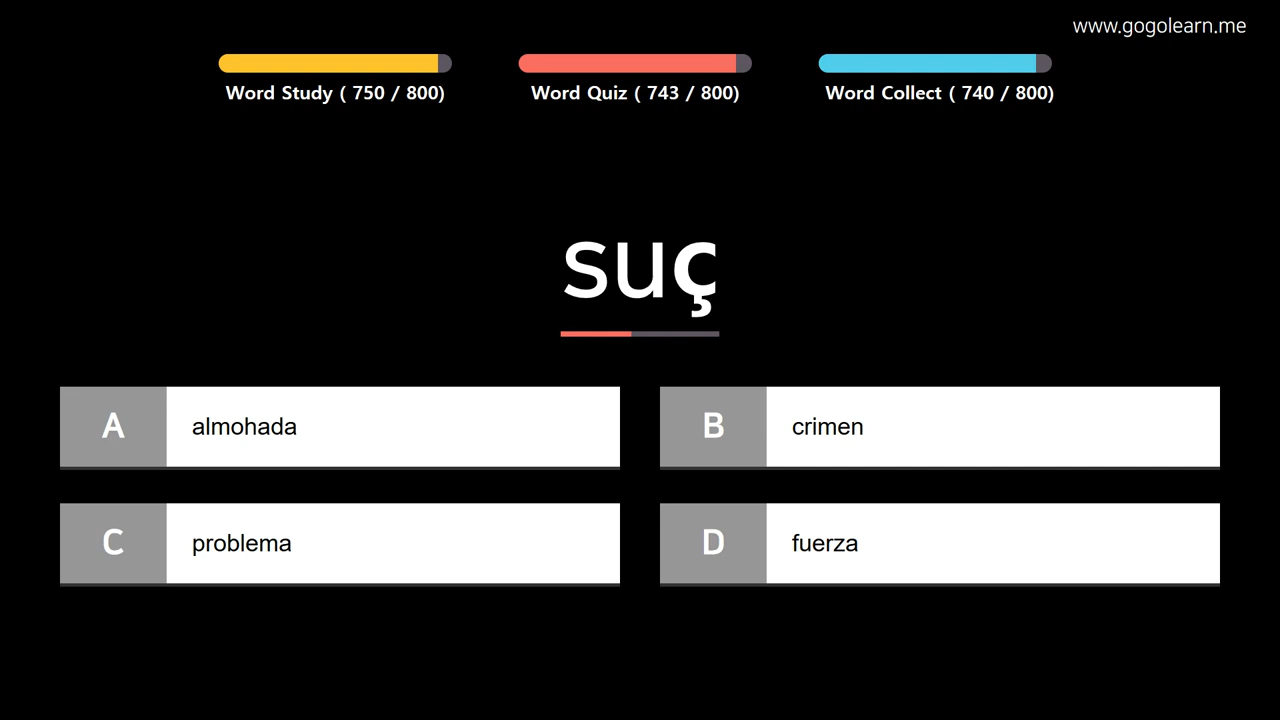 www.gogolearn.me
Word Study ( 750 / 800)
Word Quiz ( 743 / 800)
Word Collect ( 740 / 800)
suç
A almohada
B crimen
C problema
D fuerza